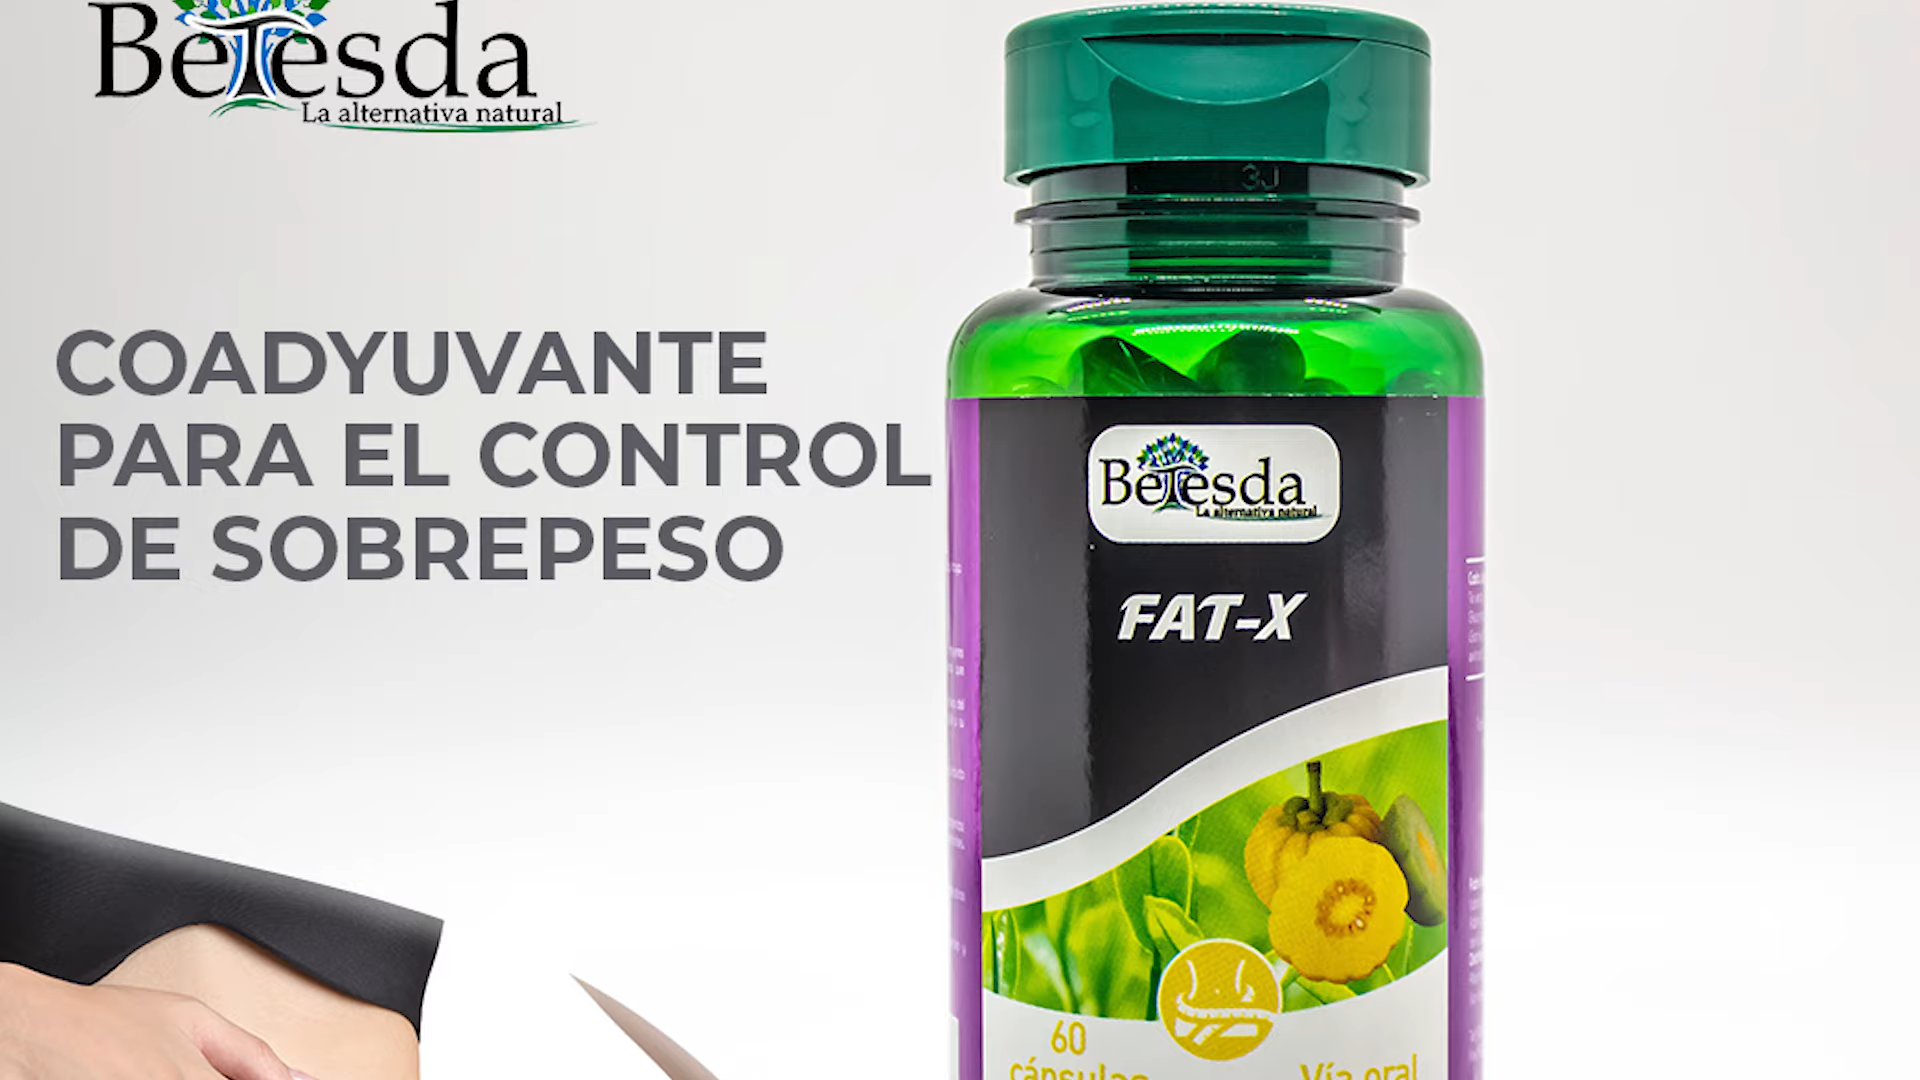 Betesda
La alternativa natural
COADYUVANTE
PARA EL CONTROL
DE SOBREPESO
3J
Betesda
La alternativa natural
FAT-X
60
cápsulas
Vía oral